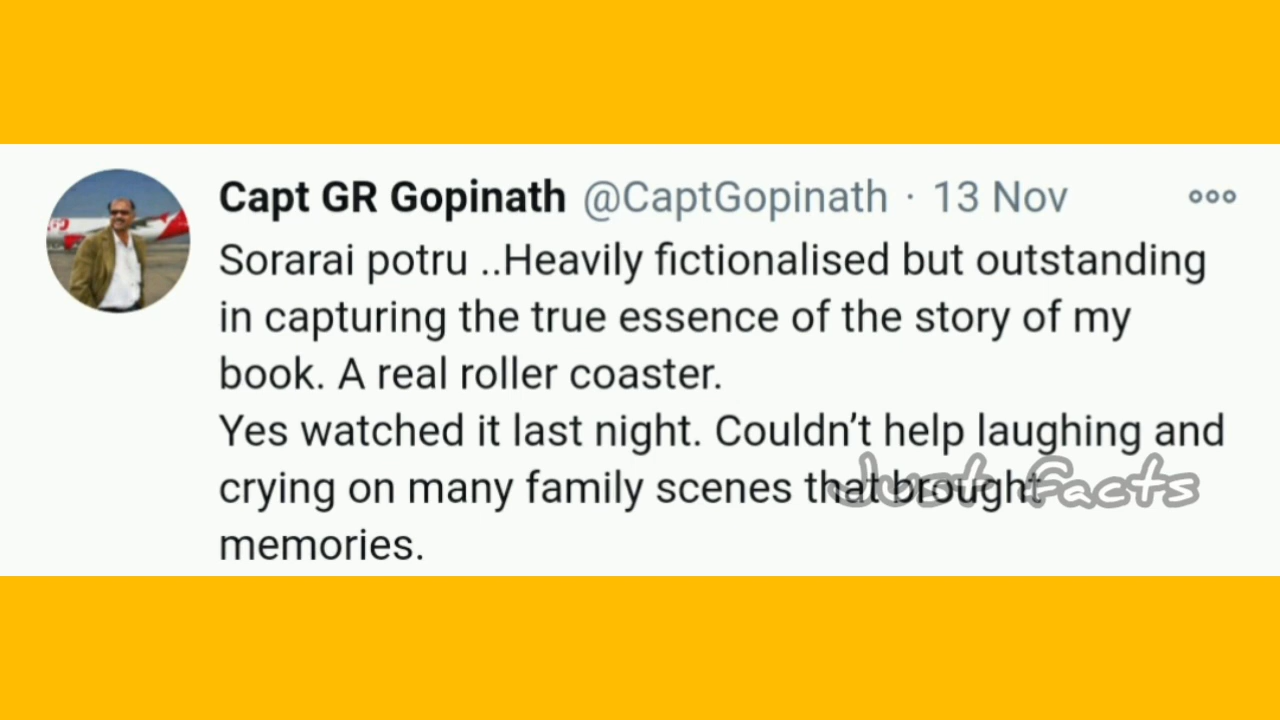 Capt GR Gopinath @CaptGopinath · 13 Nov
Sorarai potru ..Heavily fictionalised but outstanding
in capturing the true essence of the story of my
book. A real roller coaster.
Yes watched it last night. Couldn’t help laughing and
crying on many family scenes that brought
memories.
Just facts